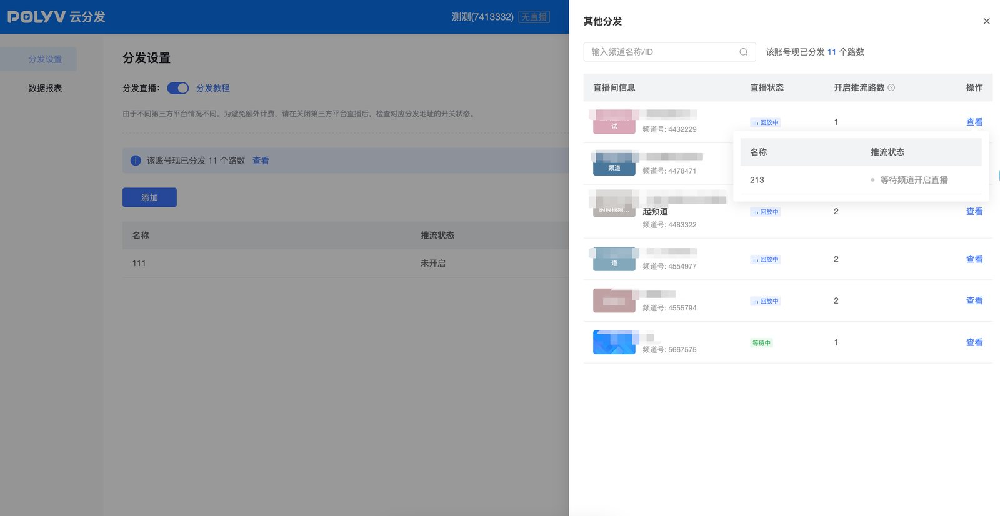 POLYV 云分发
测测(7413332) 无直播
分发设置
数据报表
分发设置
分发直播： 分发教程
由于不同第三方平台情况不同，为避免额外计费，请在关闭第三方平台直播后，检查对应分发地址的开关状态。
该账号现已分发 11 个路数 查看
添加
名称 推流状态
111 未开启
其他分发
输入频道名称/ID
该账号现已分发 11 个路数
直播间信息 直播状态 开启推流路数 操作
试
频道号: 4432229
回放中 1 查看
频道
频道号: 4478471
名称 推流状态
213 等待频道开启直播
的纯视频...
起频道
频道号: 4483322
回放中 2 查看
道
频道号: 4554977
回放中 2 查看
频道号: 4555794
回放中 2 查看
频道号: 5667575
等待中 1 查看